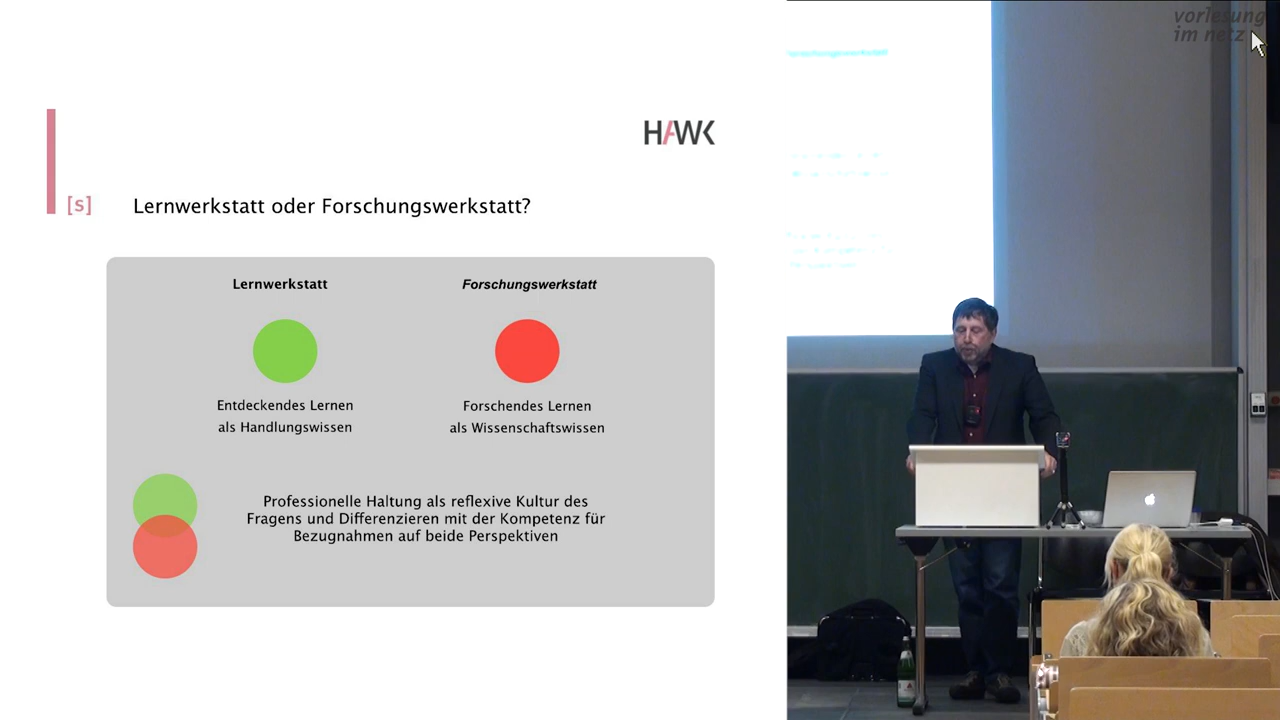 HAWK
[s]
Lernwerkstatt oder Forschungswerkstatt?
Lernwerkstatt
Forschungswerkstatt
Entdeckendes Lernen
als Handlungswissen
Forschendes Lernen
als Wissenschaftswissen
Professionelle Haltung als reflexive Kultur des
Fragens und Differenzieren mit der Kompetenz für
Bezugnahmen auf beide Perspektiven
vorlesung
im netz